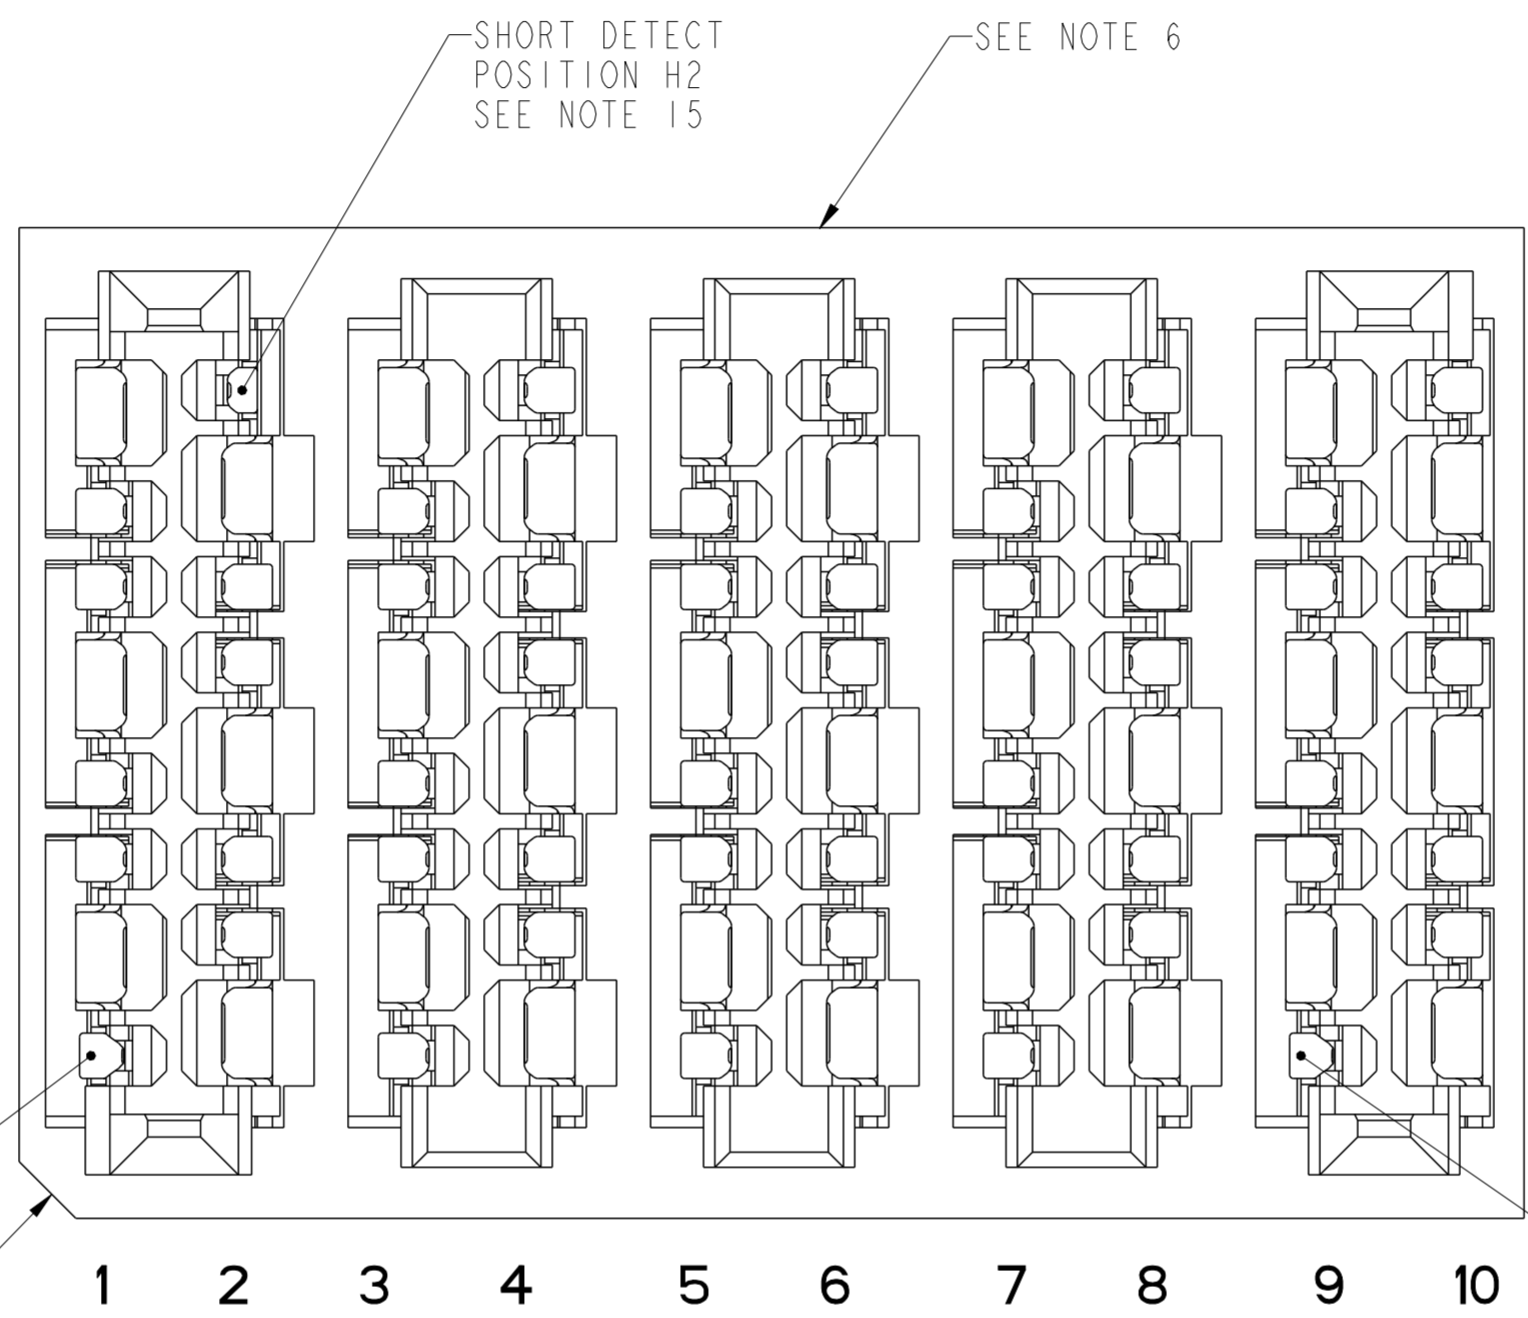 SHORT DETECT
POSITION H2
SEE NOTE 15
SEE NOTE 6
1 2 3 4 5 6 7 8 9 10